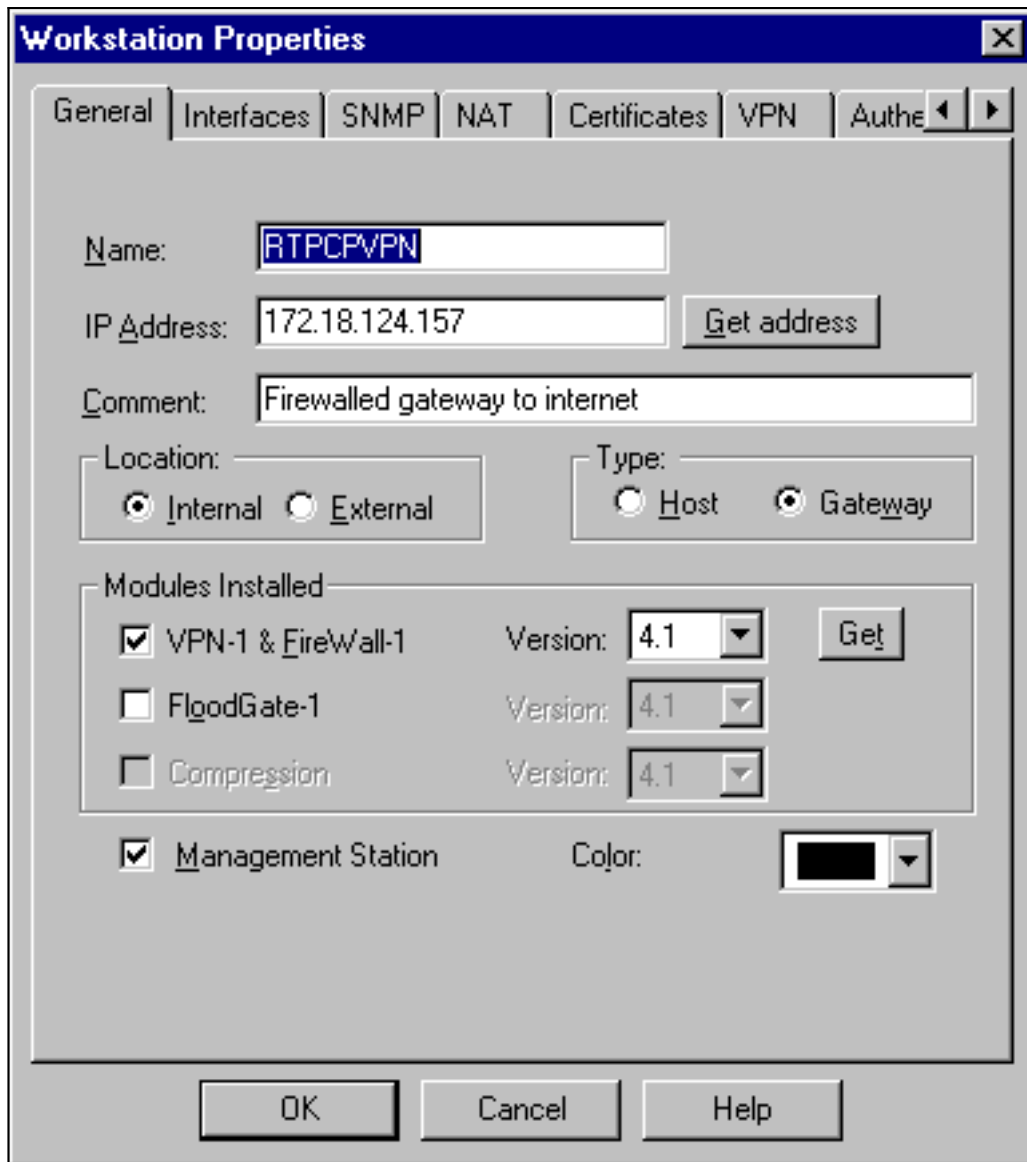 Workstation Properties
General Interfaces SNMP NAT Certificates VPN Authe
Name: RTPCPVPN
IP Address: 172.18.124.157 Get address
Comment: Firewalled gateway to internet
Location: Type:
Internal External Host Gateway
Modules Installed
VPN-1 & FireWall-1 Version: 4.1 Get
FloodGate-1 Version: 4.1
Compression Version: 4.1
Management Station Color:
OK Cancel Help